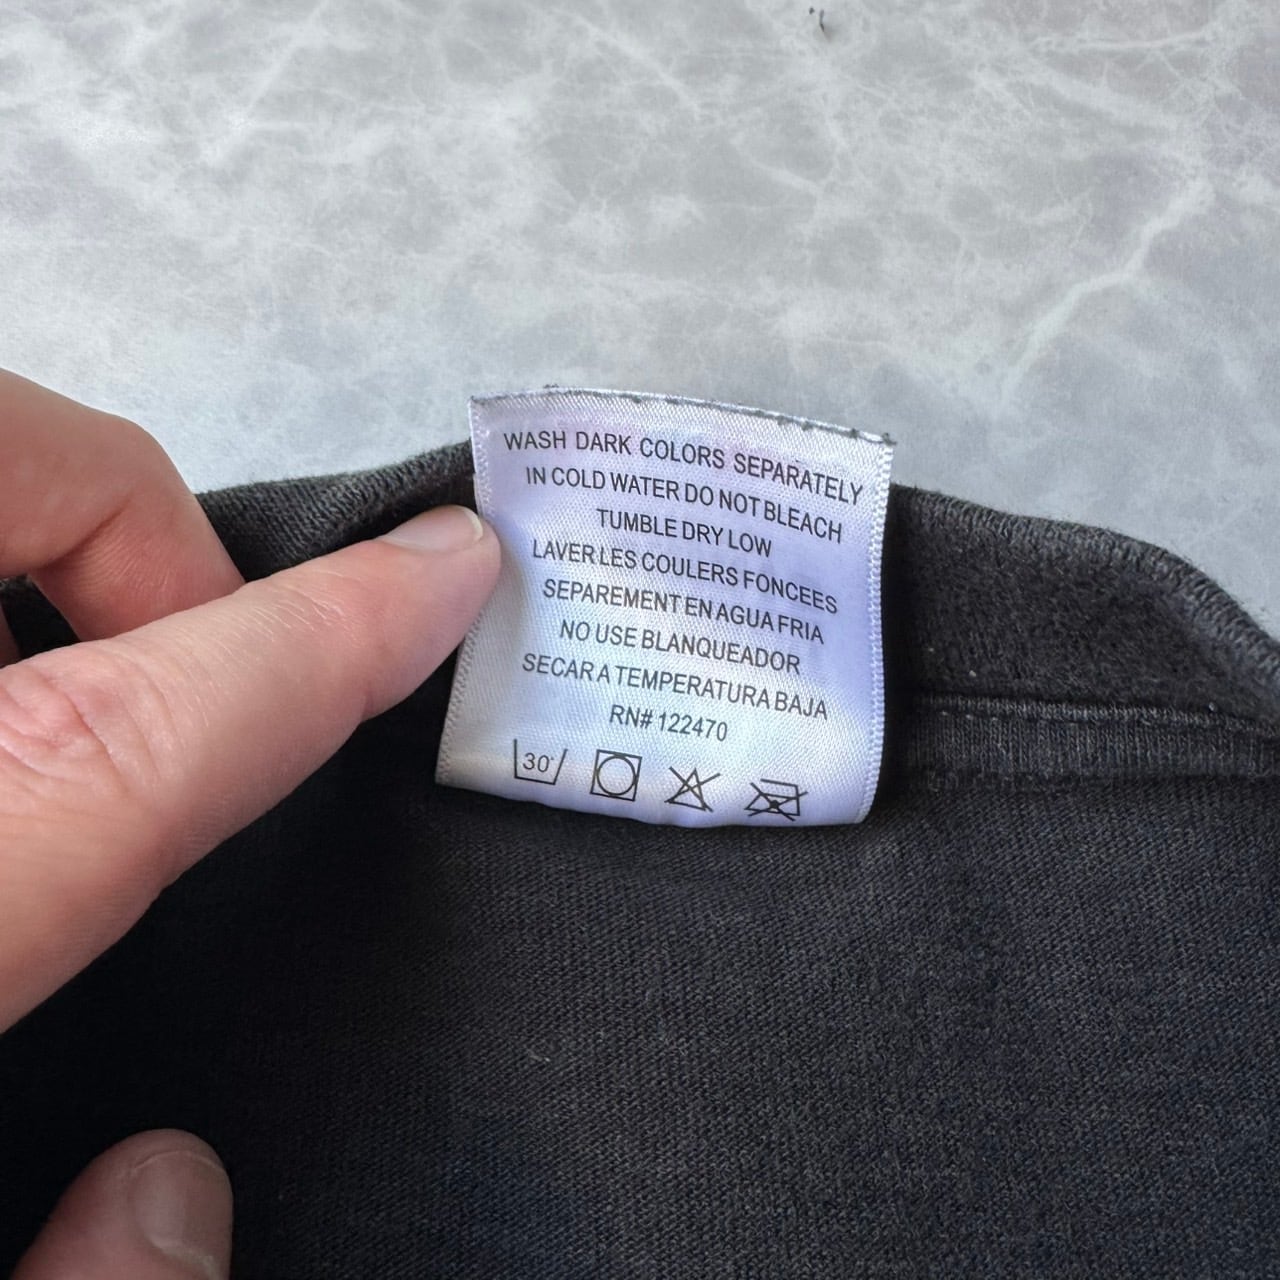 WASH DARK COLORS SEPARATELY
IN COLD WATER DO NOT BLEACH
TUMBLE DRY LOW
LAVER LES COULERS FONCEES
SEPAREMENT EN AGUA FRIA
NO USE BLANQUEADOR
SECAR A TEMPERATURA BAJA
RN# 122470
30°